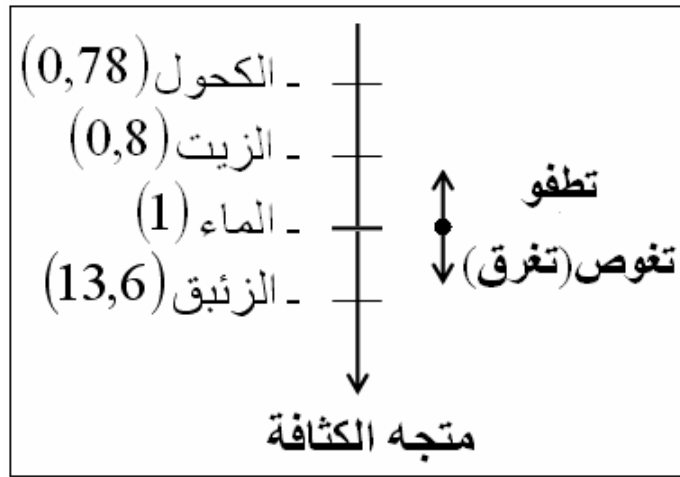 - الكحول (0,78)
- الزيت (0,8)
- الماء (1)
- الزئبق (13,6)
تطفو
تغوص(تغرق)
متجه الكثافة